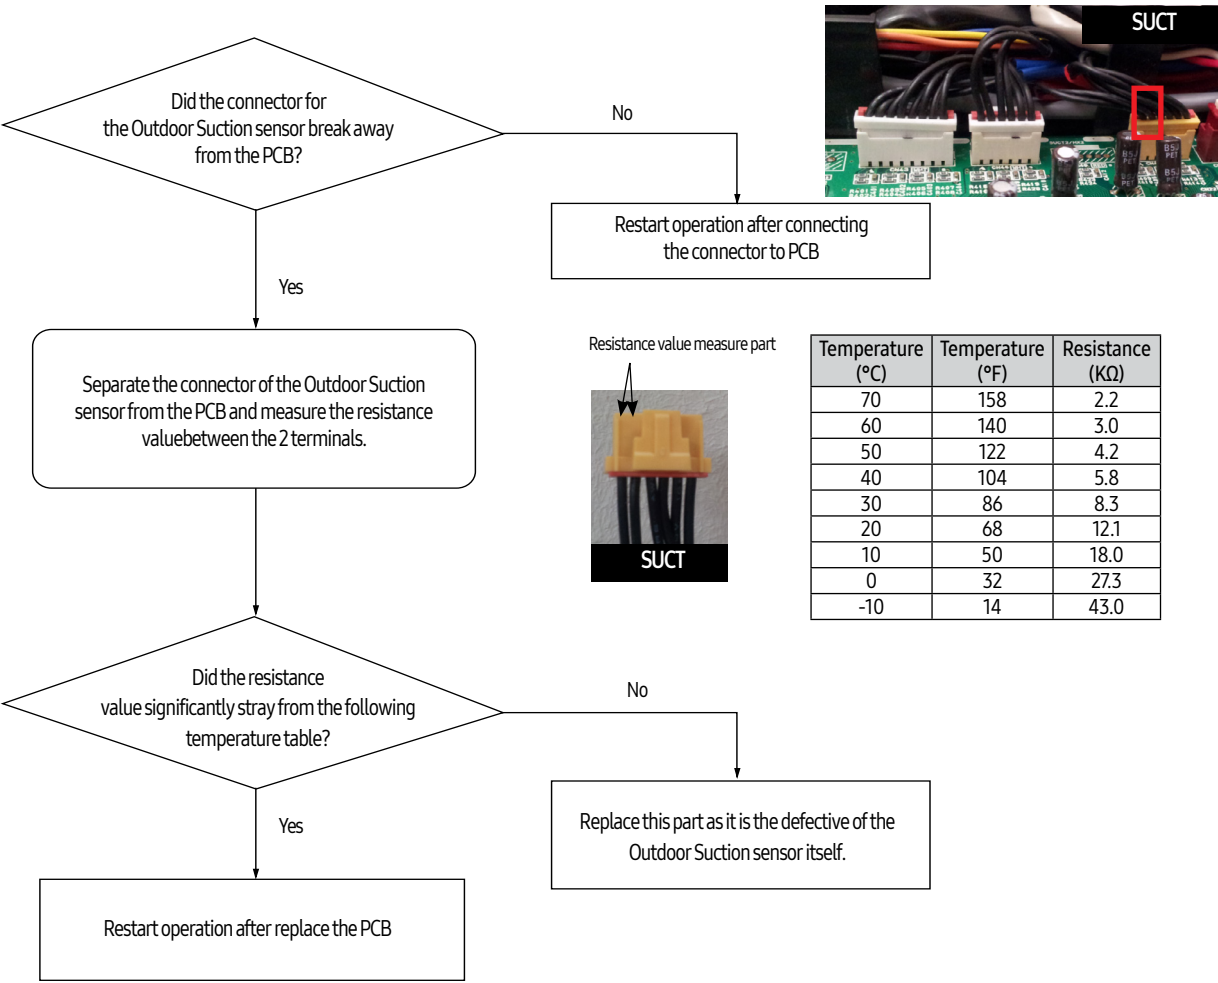 SUCT
Did the connector for
the Outdoor Suction sensor break away
from the PCB?
No
Restart operation after connecting
the connector to PCB
Yes
Separate the connector of the Outdoor Suction
sensor from the PCB and measure the resistance
valuebetween the 2 terminals.
Resistance value measure part
SUCT
Temperature (°C) Temperature (°F) Resistance (KΩ)
70 158 2.2
60 140 3.0
50 122 4.2
40 104 5.8
30 86 8.3
20 68 12.1
10 50 18.0
0 32 27.3
-10 14 43.0
Did the resistance
value significantly stray from the following
temperature table?
No
Replace this part as it is the defective of the
Outdoor Suction sensor itself.
Yes
Restart operation after replace the PCB